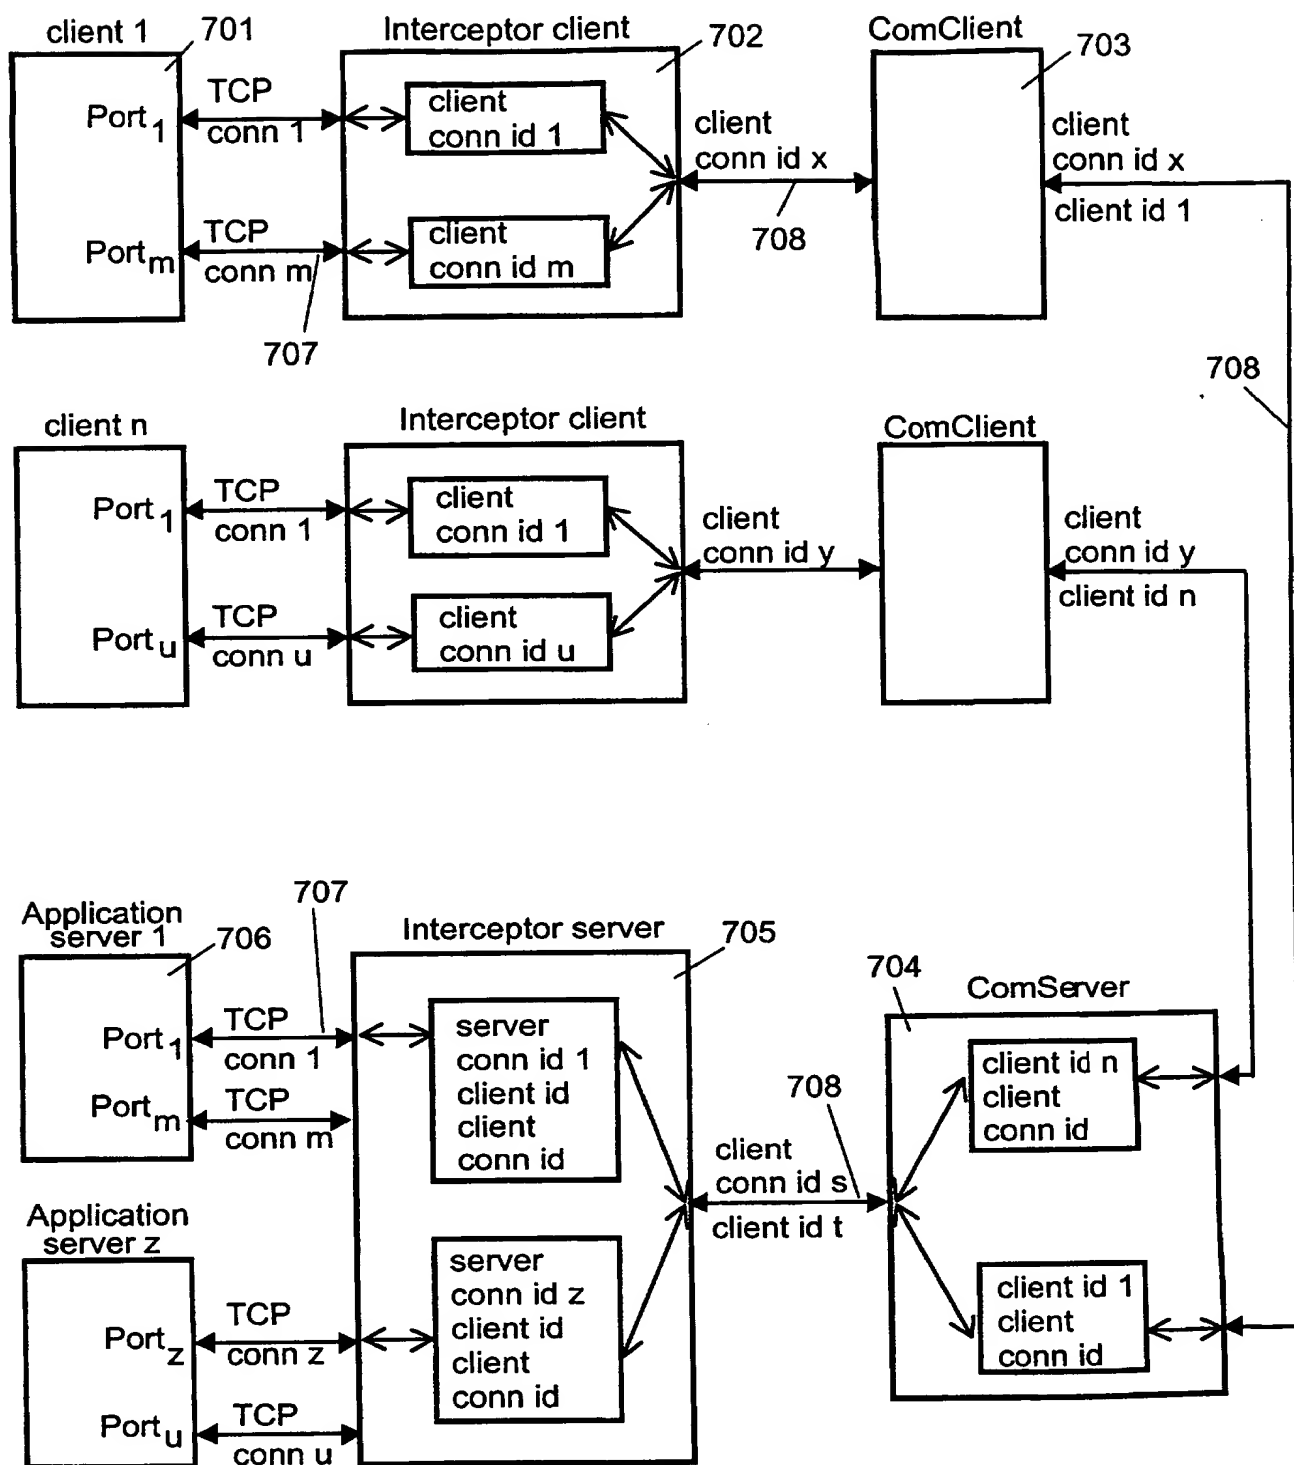 client 1
701
Interceptor client
702
ComClient
703
Port1
TCP
conn 1
client
conn id 1
client
conn id x
708
client
conn id x
client id 1
Portm
TCP
conn m
707
client
conn id m
708
client n
Interceptor client
ComClient
Port1
TCP
conn 1
client
conn id 1
client
conn id y
client
conn id y
client id n
Portu
TCP
conn u
client
conn id u
Application
server 1
706
707
Interceptor server
705
704
ComServer
Port1
TCP
conn 1
Portm
TCP
conn m
server
conn id 1
client id
client
conn id
client
conn id s
client id t
708
client id n
client
conn id
Application
server z
Portz
TCP
conn z
Portu
TCP
conn u
server
conn id z
client id
client
conn id
client id 1
client
conn id